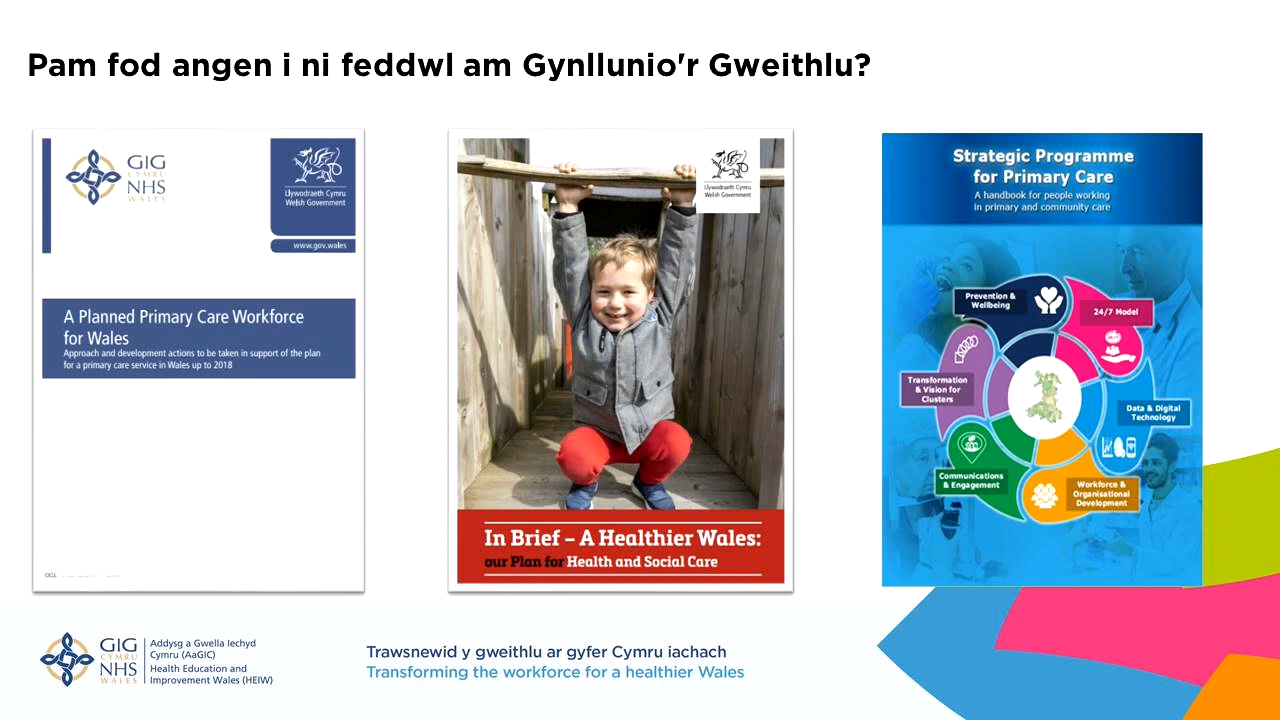 Pam fod angen i ni feddwl am Gynllunio'r Gweithlu?
GIG
CYMRU
NHS
WALES
Llywodraeth Cymru
Welsh Government
www.gov.wales
A Planned Primary Care Workforce
for Wales
Approach and development actions to be taken in support of the plan
for a primary care service in Wales up to 2018
OGL
Llywodraeth Cymru
Welsh Government
In Brief – A Healthier Wales:
our Plan for Health and Social Care
Strategic Programme
for Primary Care
A handbook for people working
in primary and community care
Prevention &
Wellbeing
24/7 Model
Transformation
& Vision for
Clusters
Data & Digital
Technology
Communications
& Engagement
Workforce &
Organisational
Development
GIG
CYMRU
NHS
WALES
Addysg a Gwella Iechyd
Cymru (AaGIC)
Health Education and
Improvement Wales (HEIW)
Trawsnewid y gweithlu ar gyfer Cymru iachach
Transforming the workforce for a healthier Wales